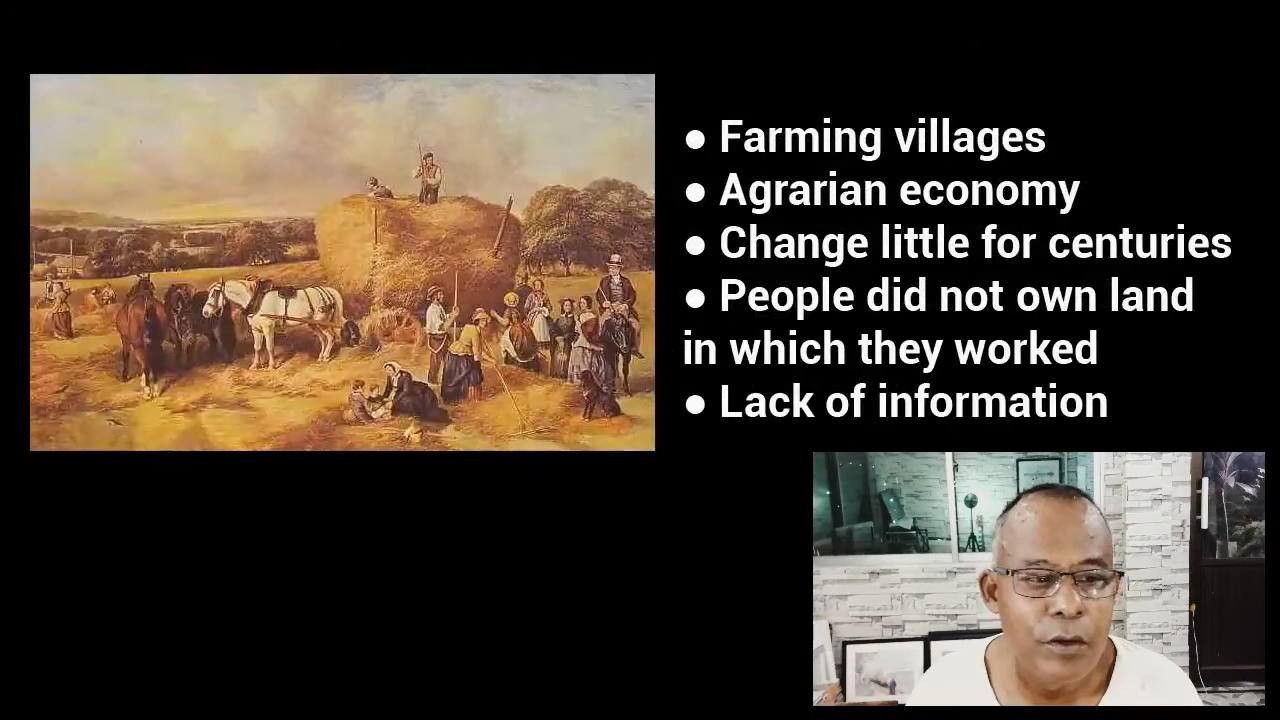 ● Farming villages
● Agrarian economy
● Change little for centuries
● People did not own land
in which they worked
● Lack of information